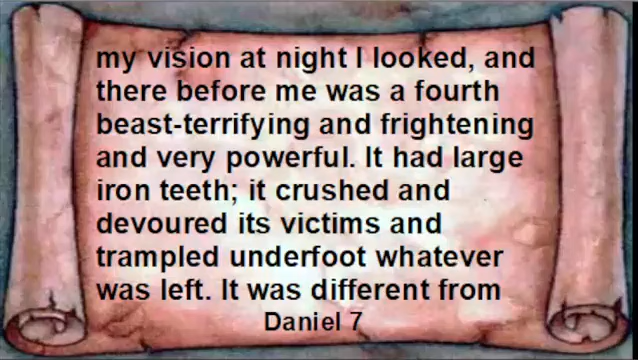 my vision at night I looked, and
there before me was a fourth
beast-terrifying and frightening
and very powerful. It had large
iron teeth; it crushed and
devoured its victims and
trampled underfoot whatever
was left. It was different from
Daniel 7